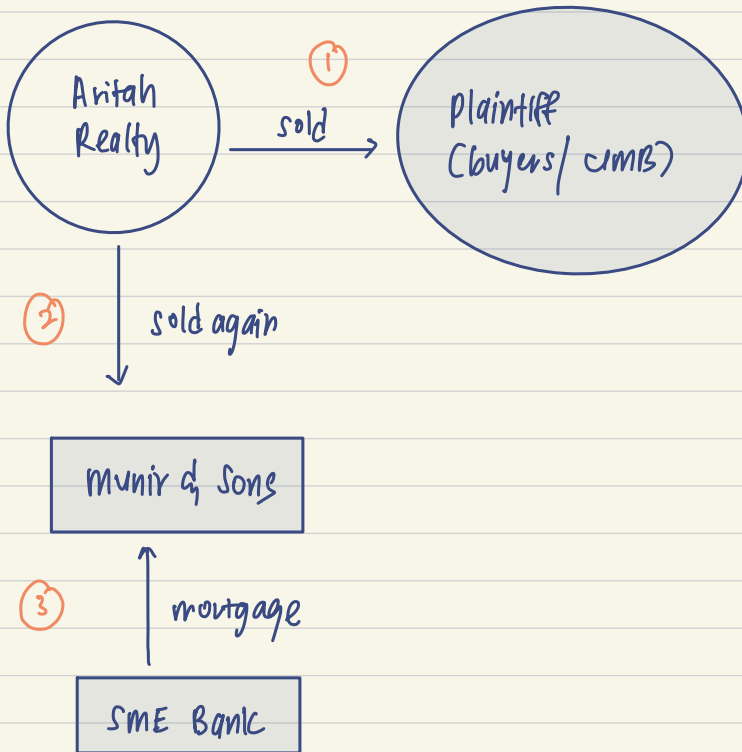 Aritah
Realty
1
sold
Plaintiff
(buyers/ CIMB)
2
sold again
Munir & Sons
3
mortgage
SME Bank